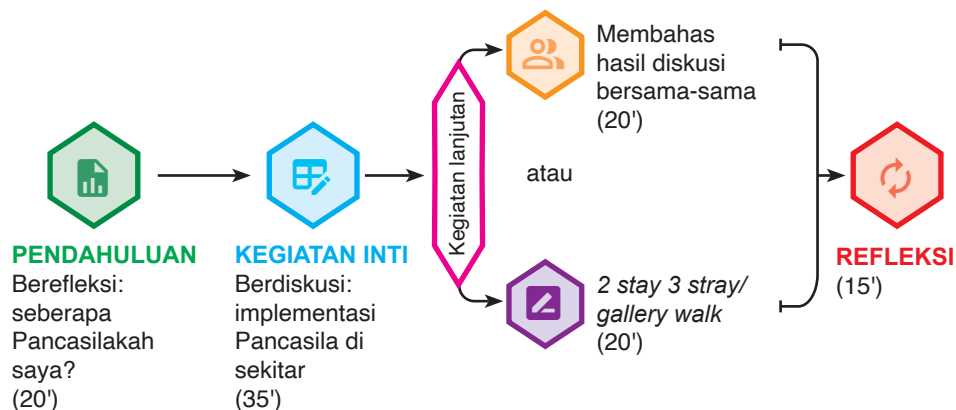 PENDAHULUAN
Berefleksi:
seberapa
Pancasilakah
saya?
(20')
KEGIATAN INTI
Berdiskusi:
implementasi
Pancasila di
sekitar
(35')
Kegiatan lanjutan
Membahas
hasil diskusi
bersama-sama
(20')
atau
2 stay 3 stray/
gallery walk
(20')
REFLEKSI
(15')